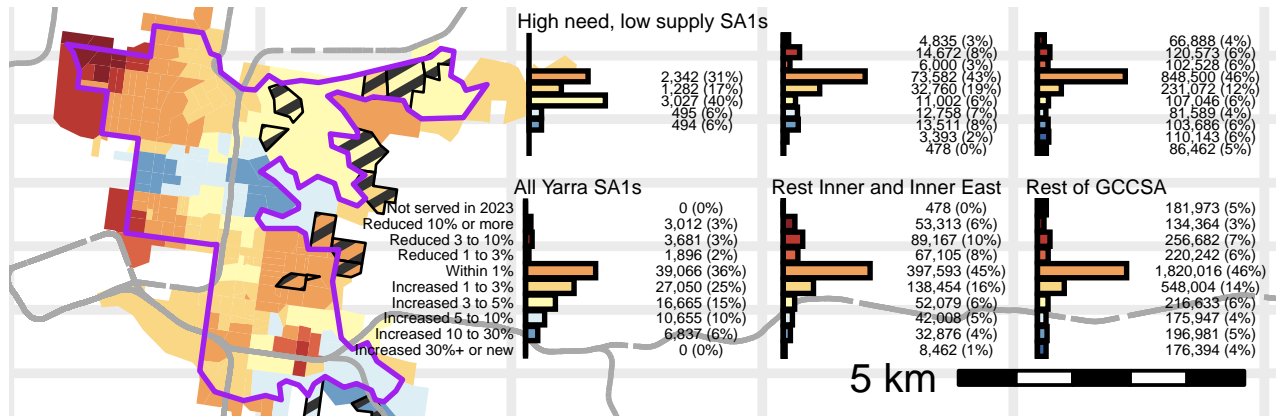 High need, low supply SA1s
2,342 (31%)
1,282 (17%)
3,027 (40%)
495 (6%)
494 (6%)
4,835 (3%)
14,672 (8%)
6,000 (3%)
73,582 (43%)
32,760 (19%)
11,002 (6%)
12,758 (7%)
13,511 (8%)
3,393 (2%)
478 (0%)
66,888 (4%)
120,573 (6%)
102,528 (6%)
848,500 (46%)
231,072 (12%)
107,046 (6%)
81,589 (4%)
103,686 (6%)
110,143 (6%)
86,462 (5%)
All Yarra SA1s
Rest Inner and Inner East
Rest of GCCSA
Not served in 2023 0 (0%) 478 (0%) 181,973 (5%)
Reduced 10% or more 3,012 (3%) 53,313 (6%) 134,364 (3%)
Reduced 3 to 10% 3,681 (3%) 89,167 (10%) 256,682 (7%)
Reduced 1 to 3% 1,896 (2%) 67,105 (8%) 220,242 (6%)
Within 1% 39,066 (36%) 397,593 (45%) 1,820,016 (46%)
Increased 1 to 3% 27,050 (25%) 138,454 (16%) 548,004 (14%)
Increased 3 to 5% 16,665 (15%) 52,079 (6%) 216,633 (6%)
Increased 5 to 10% 10,655 (10%) 42,008 (5%) 175,947 (4%)
Increased 10 to 30% 6,837 (6%) 32,876 (4%) 196,981 (5%)
Increased 30%+ or new 0 (0%) 8,462 (1%) 176,394 (4%)
5 km